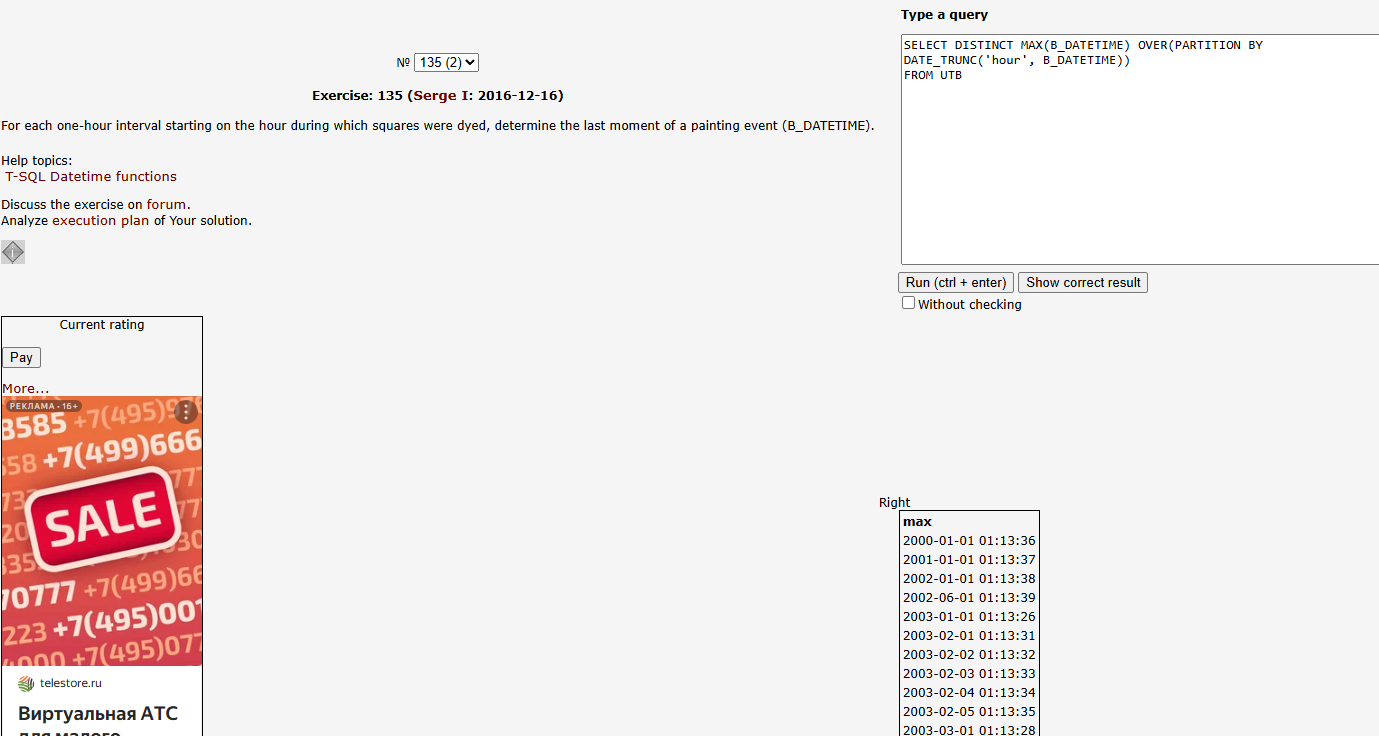 № 135 (2)
Exercise: 135 (Serge I: 2016-12-16)
For each one-hour interval starting on the hour during which squares were dyed, determine the last moment of a painting event (B_DATETIME).
Help topics:
T-SQL Datetime functions
Discuss the exercise on forum.
Analyze execution plan of Your solution.
Current rating
Pay
More...
РЕКЛАМА • 16+
8585 +7(495)
+7(499)666
SALE
70777 +7(499)66
223 +7(495)00
+7(495)077
telestore.ru
Виртуальная АТС
для малого
Type a query
SELECT DISTINCT MAX(B_DATETIME) OVER(PARTITION BY
DATE_TRUNC('hour', B_DATETIME))
FROM UTB
Run (ctrl + enter) Show correct result
Without checking
Right
max
2000-01-01 01:13:36
2001-01-01 01:13:37
2002-01-01 01:13:38
2002-06-01 01:13:39
2003-01-01 01:13:26
2003-02-01 01:13:31
2003-02-02 01:13:32
2003-02-03 01:13:33
2003-02-04 01:13:34
2003-02-05 01:13:35
2003-03-01 01:13:28